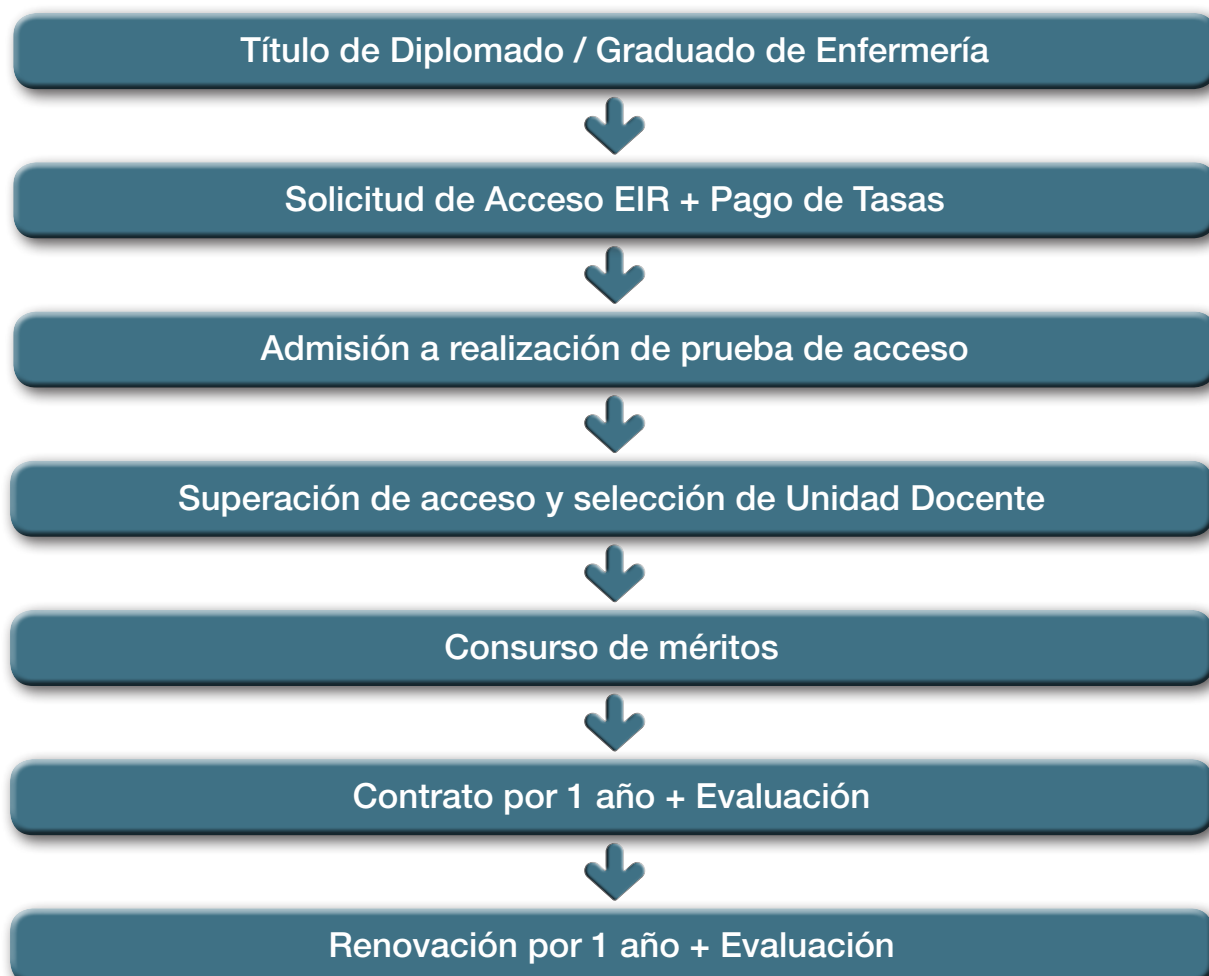 Título de Diplomado / Graduado de Enfermería
Solicitud de Acceso EIR + Pago de Tasas
Admisión a realización de prueba de acceso
Superación de acceso y selección de Unidad Docente
Consurso de méritos
Contrato por 1 año + Evaluación
Renovación por 1 año + Evaluación